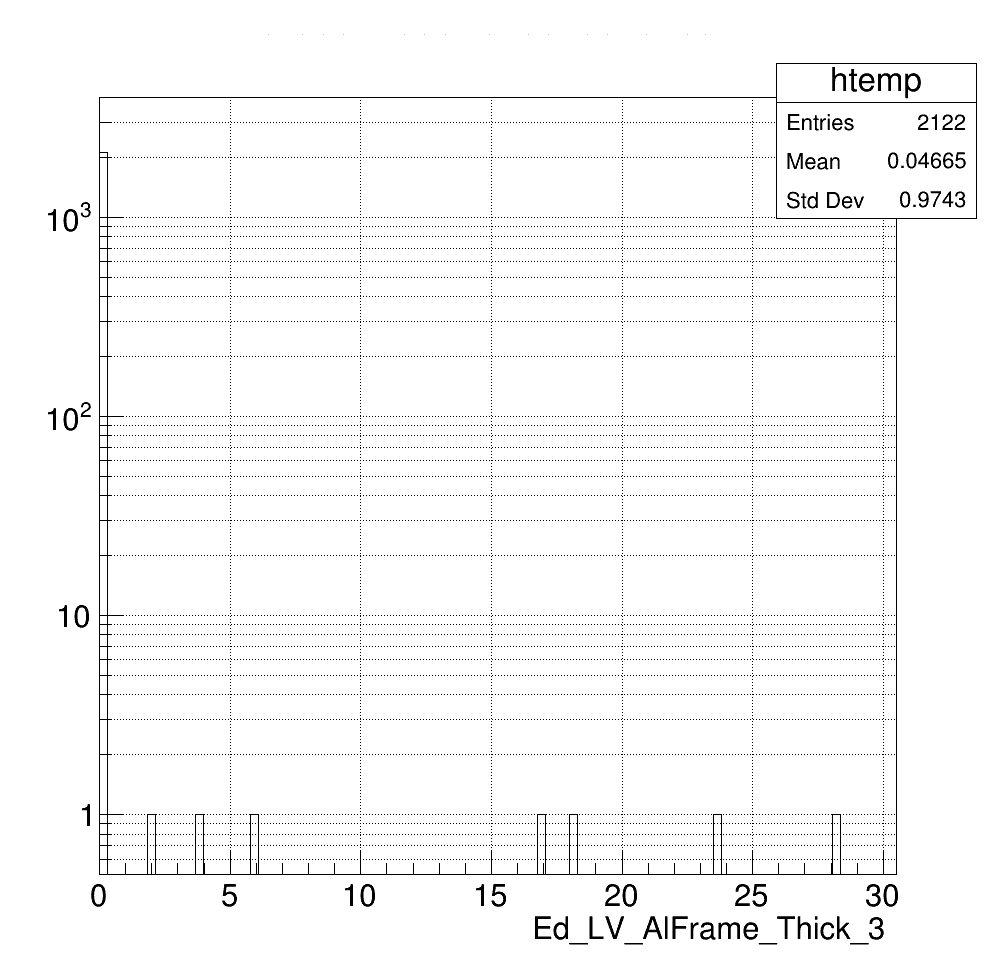 htemp
Entries 2122
Mean 0.04665
Std Dev 0.9743
10³
10²
10
1
0 5 10 15 20 25 30
Ed_LV_AlFrame_Thick_3